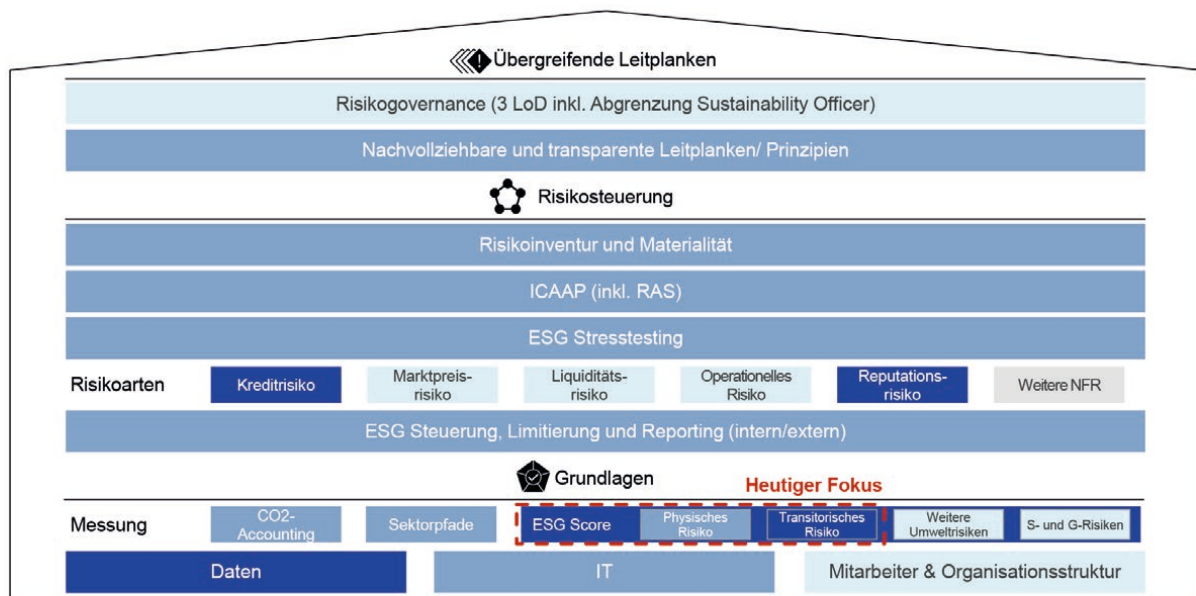 Übergreifende Leitplanken
Risikogovernance (3 LoD inkl. Abgrenzung Sustainability Officer)
Nachvollziehbare und transparente Leitplanken/ Prinzipien
Risikosteuerung
Risikoinventur und Materialität
ICAAP (inkl. RAS)
ESG Stresstesting
Risikoarten
Kreditrisiko
Marktpreis-
risiko
Liquiditäts-
risiko
Operationelles
Risiko
Reputations-
risiko
Weitere NFR
ESG Steuerung, Limitierung und Reporting (intern/extern)
Grundlagen
Heutiger Fokus
Messung
CO2-
Accounting
Sektorpfade
ESG Score
Physisches
Risiko
Transitorisches
Risiko
Weitere
Umweltrisiken
S- und G-Risiken
Daten
IT
Mitarbeiter & Organisationsstruktur